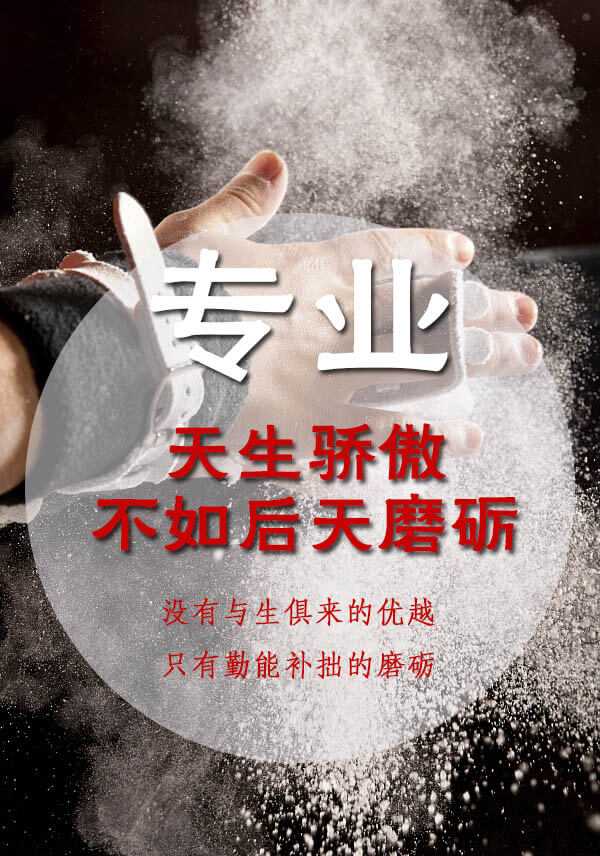 专业
天生骄傲
不如后天磨砺
没有与生俱来的优越
只有勤能补拙的磨砺